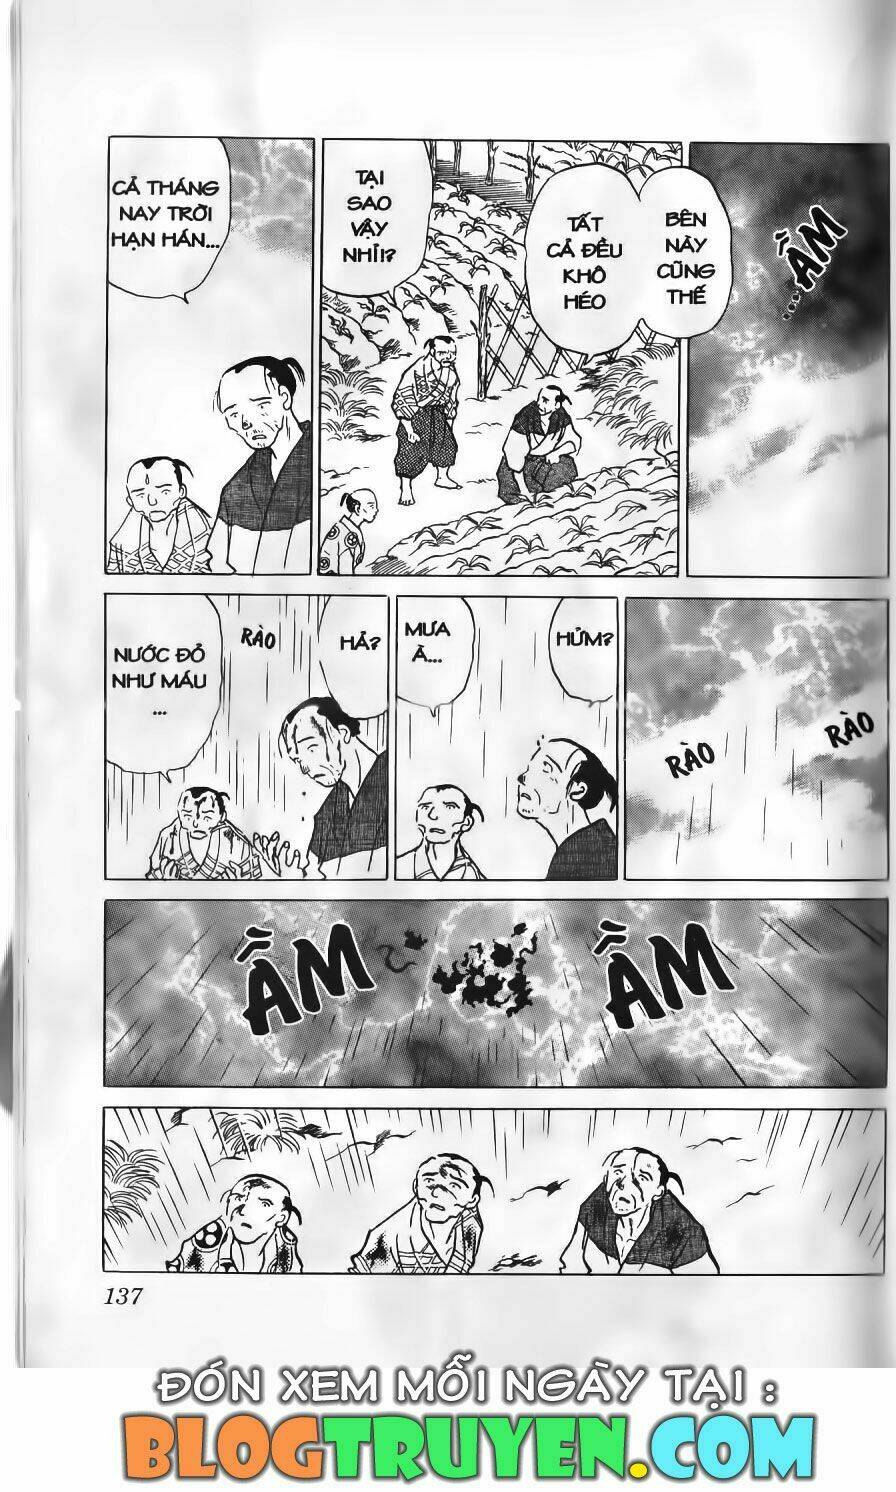 ...ẦM
BÊN
NÀY
CŨNG
THẾ
TẤT
CẢ ĐỀU
KHÔ
HÉO
TẠI
SAO
VẬY
NHỈ!?
CẢ THÁNG
NAY TRỜI
HẠN HÁN...
RÀO
RÀO
HỬM?
MƯA
À...
HẢ?
RÀO
NƯỚC ĐỎ
NHƯ MÁU
...
ẦM
ẦM
137
ĐÓN XEM MỖI NGÀY TẠI :
BLOGTRUYEN.COM